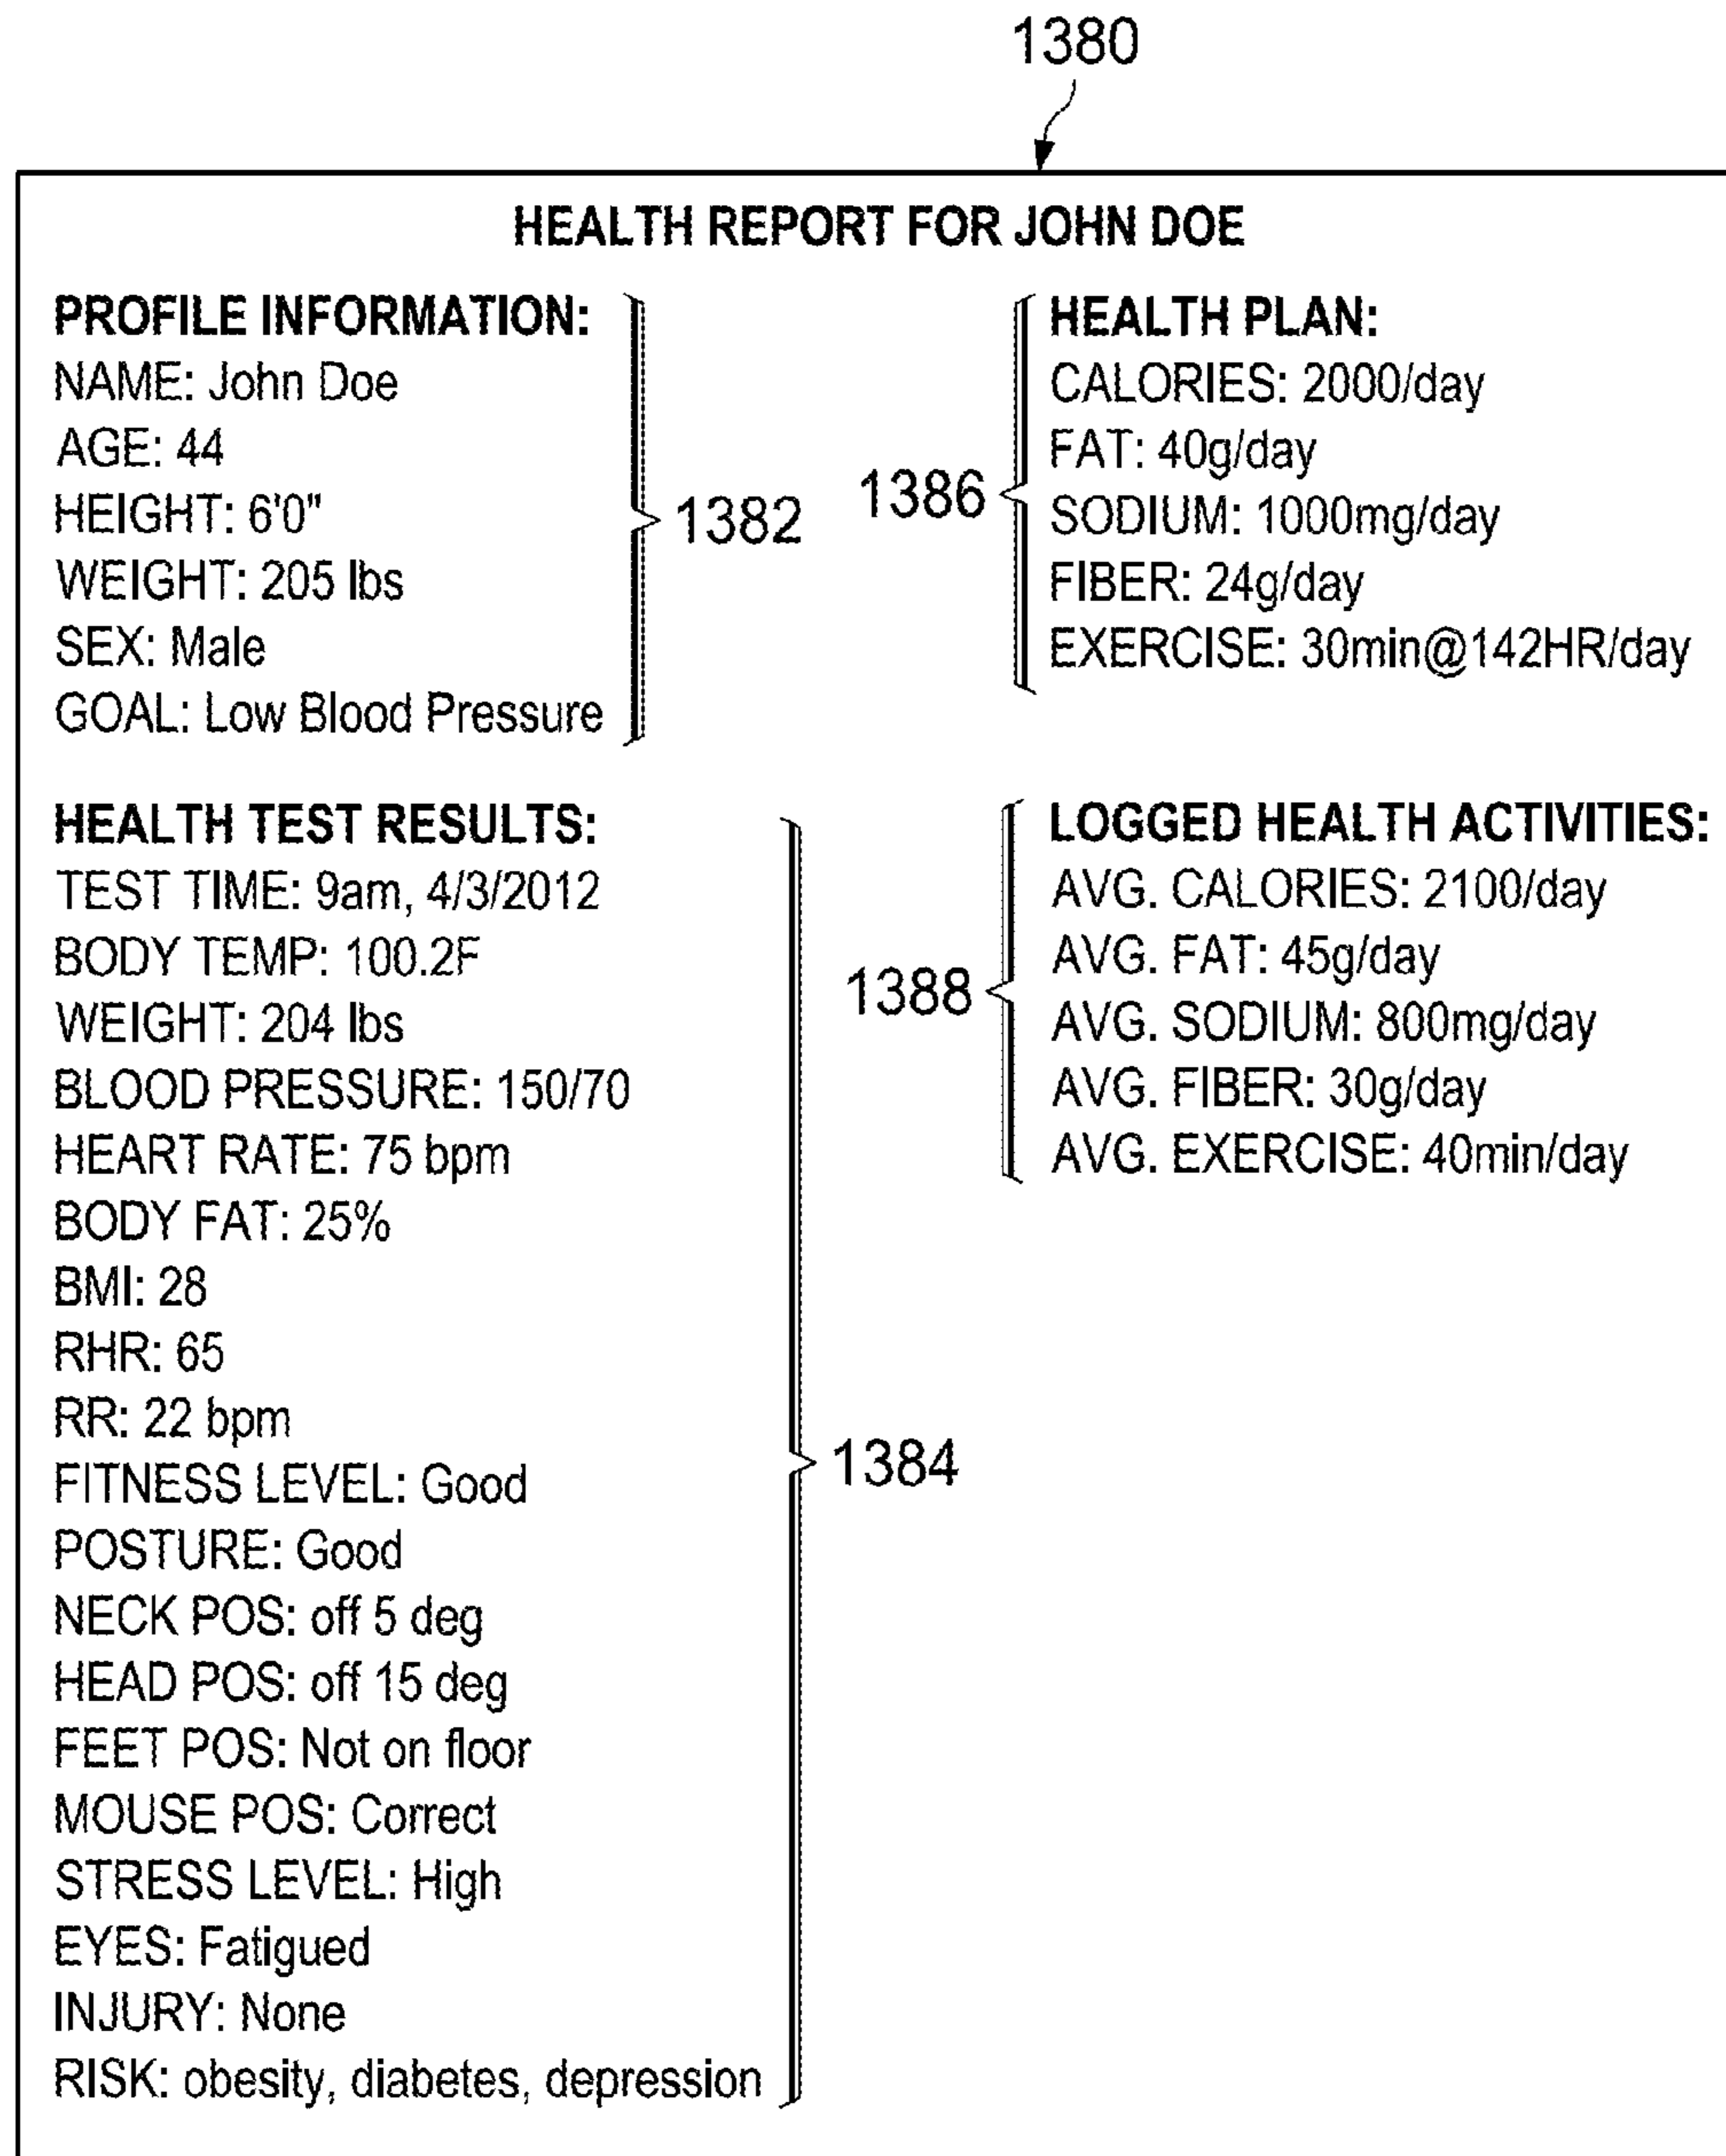 1380
HEALTH REPORT FOR JOHN DOE
PROFILE INFORMATION:
NAME: John Doe
AGE: 44
HEIGHT: 6'0"
WEIGHT: 205 lbs
SEX: Male
GOAL: Low Blood Pressure
1382
1386
HEALTH PLAN:
CALORIES: 2000/day
FAT: 40g/day
SODIUM: 1000mg/day
FIBER: 24g/day
EXERCISE: 30min@142HR/day
HEALTH TEST RESULTS:
TEST TIME: 9am, 4/3/2012
BODY TEMP: 100.2F
WEIGHT: 204 lbs
BLOOD PRESSURE: 150/70
HEART RATE: 75 bpm
BODY FAT: 25%
BMI: 28
RHR: 65
RR: 22 bpm
FITNESS LEVEL: Good
POSTURE: Good
NECK POS: off 5 deg
HEAD POS: off 15 deg
FEET POS: Not on floor
MOUSE POS: Correct
STRESS LEVEL: High
EYES: Fatigued
INJURY: None
RISK: obesity, diabetes, depression
1384
1388
LOGGED HEALTH ACTIVITIES:
AVG. CALORIES: 2100/day
AVG. FAT: 45g/day
AVG. SODIUM: 800mg/day
AVG. FIBER: 30g/day
AVG. EXERCISE: 40min/day